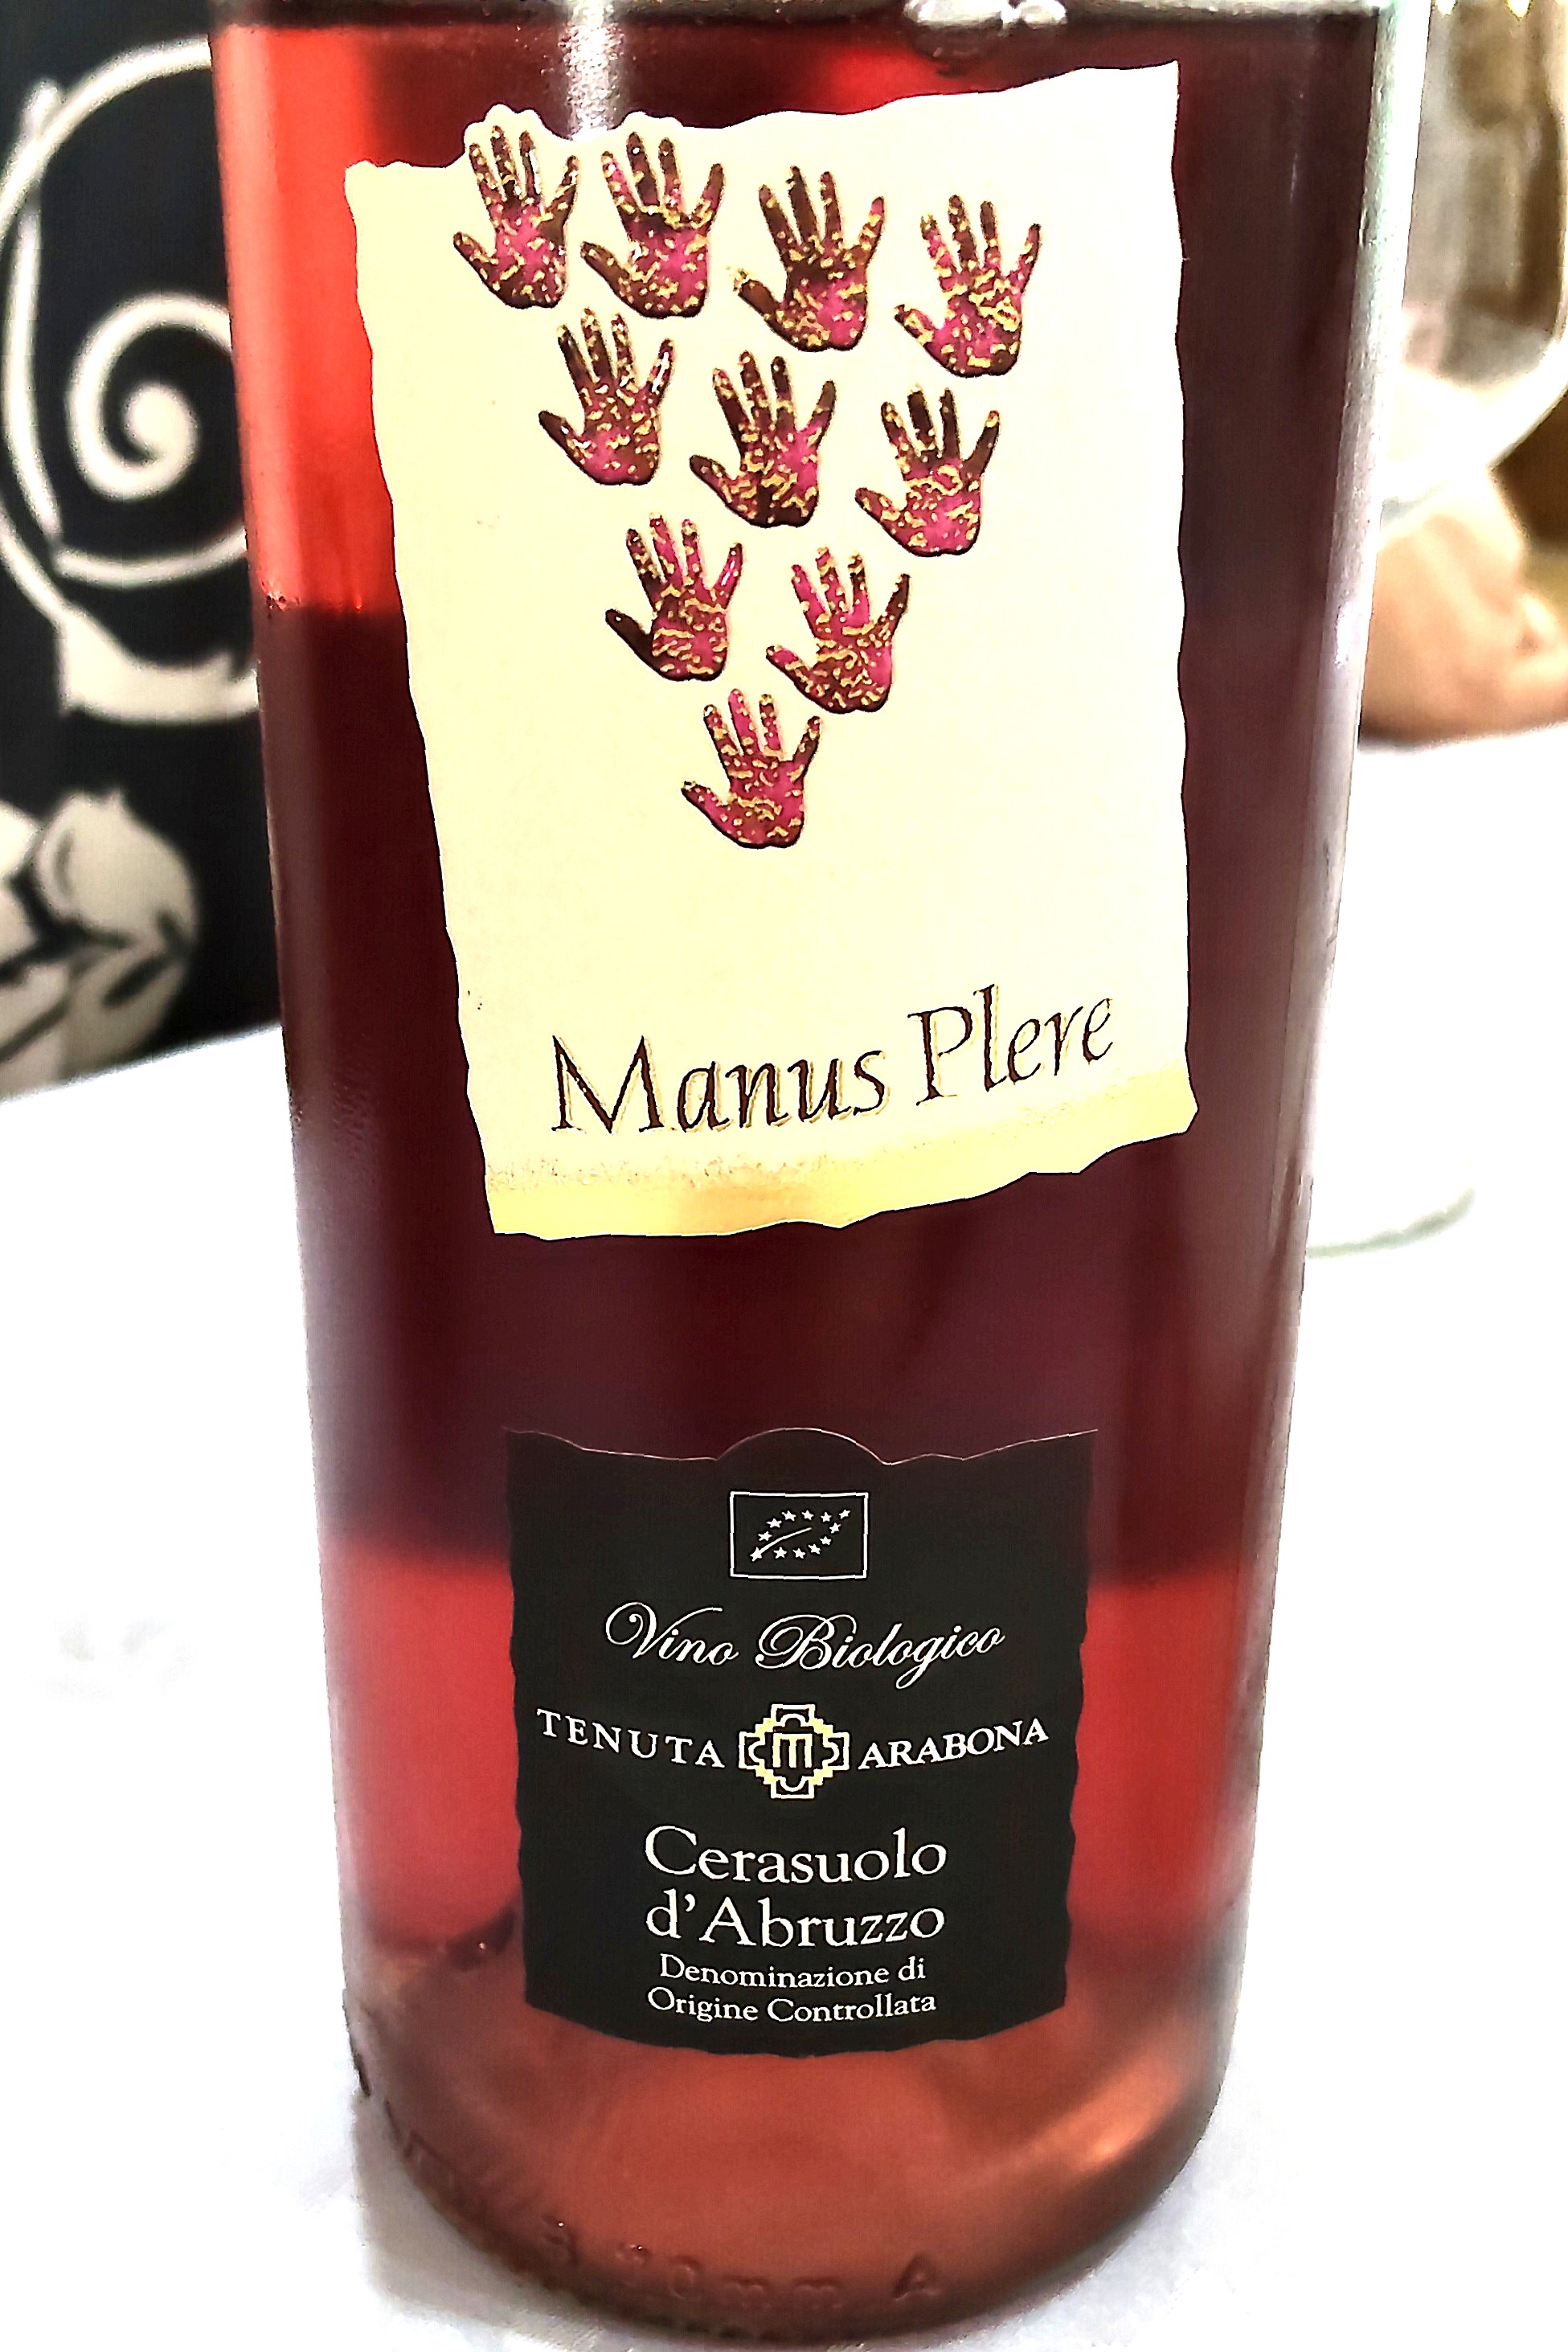 Manus Plere
Vino Biologico
TENUTA m ARABONA
Cerasuolo
d'Abruzzo
Denominazione di
Origine Controllata